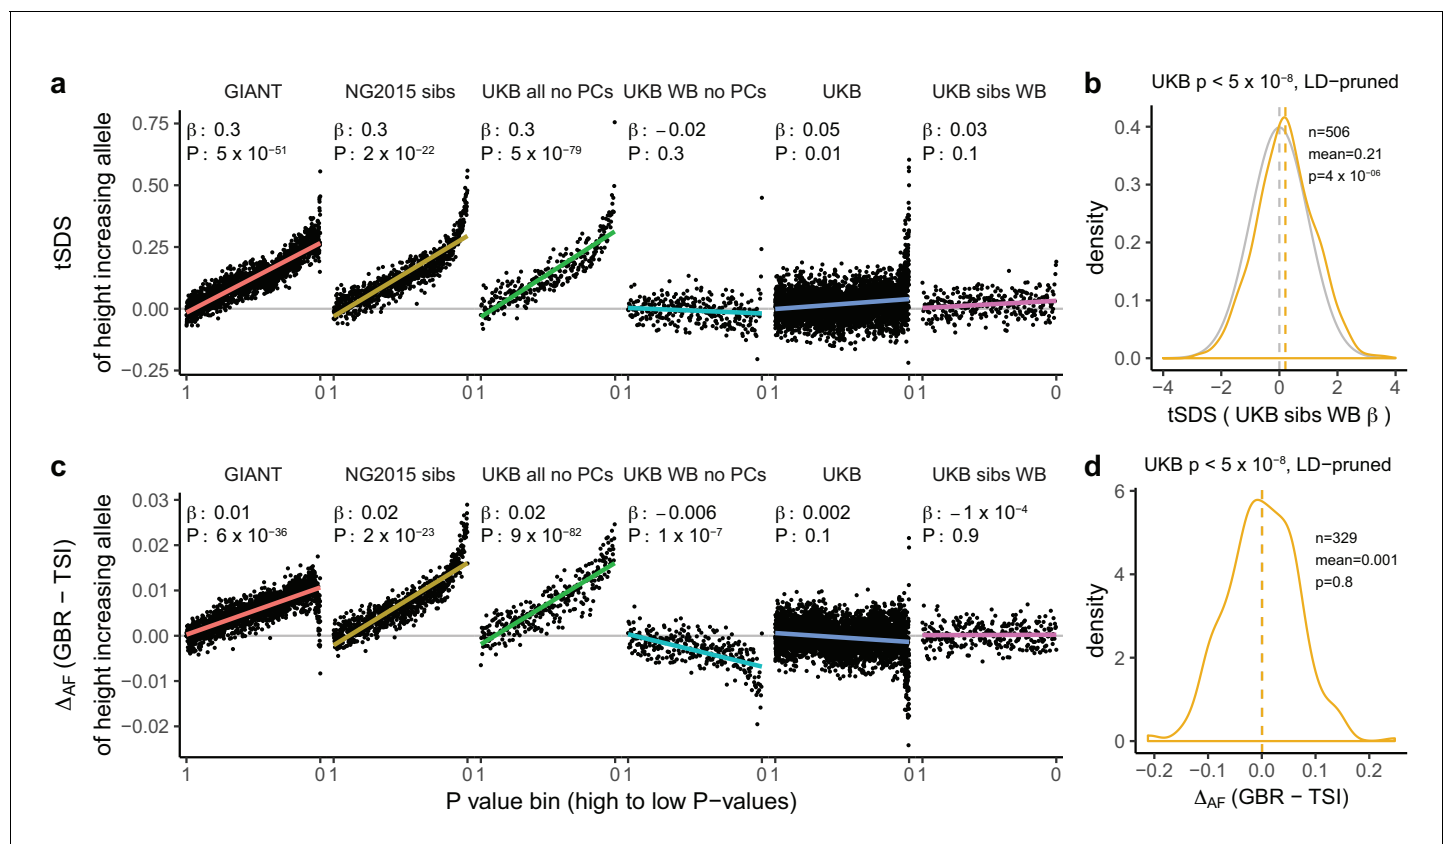 a
GIANT NG2015 sibs UKB all no PCs UKB WB no PCs UKB UKB sibs WB
β : 0.3 β : 0.3 β : 0.3 β : −0.02 β : 0.05 β : 0.03
P : 5 x 10⁻⁵¹ P : 2 x 10⁻²² P : 5 x 10⁻⁷⁹ P : 0.3 P : 0.01 P : 0.1
tSDS
of height increasing allele
0.75
0.50
0.25
0.00
−0.25
1 0 1 0 1 0 1 0 1 0 1 0
b
UKB p < 5 x 10⁻⁸, LD−pruned
n=506
mean=0.21
p=4 x 10⁻⁰⁶
density
0.4
0.3
0.2
0.1
0.0
−4 −2 0 2 4
tSDS ( UKB sibs WB β )
c
GIANT NG2015 sibs UKB all no PCs UKB WB no PCs UKB UKB sibs WB
β : 0.01 β : 0.02 β : 0.02 β : −0.006 β : 0.002 β : −1 x 10⁻⁴
P : 6 x 10⁻³⁶ P : 2 x 10⁻²³ P : 9 x 10⁻⁸² P : 1 x 10⁻⁷ P : 0.1 P : 0.9
Δ_AF (GBR − TSI)
of height increasing allele
0.03
0.02
0.01
0.00
−0.01
−0.02
1 0 1 0 1 0 1 0 1 0 1 0
P value bin (high to low P−values)
d
UKB p < 5 x 10⁻⁸, LD−pruned
n=329
mean=0.001
p=0.8
density
6
4
2
0
−0.2 −0.1 0.0 0.1 0.2
Δ_AF (GBR − TSI)